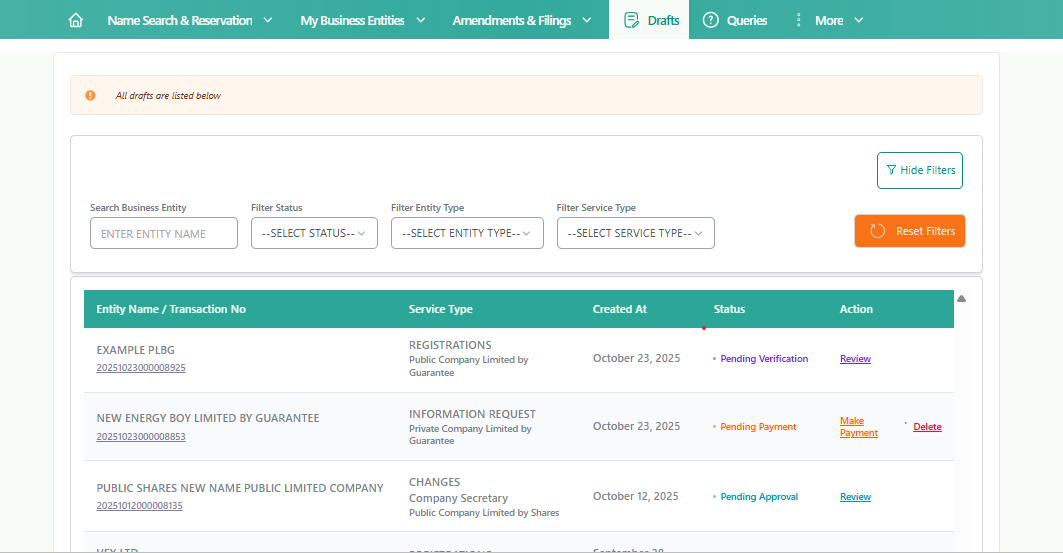 Name Search & Reservation
My Business Entities
Amendments & Filings
Drafts
Queries
More
All drafts are listed below
Hide Filters
Search Business Entity
Filter Status
Filter Entity Type
Filter Service Type
ENTER ENTITY NAME
--SELECT STATUS--
--SELECT ENTITY TYPE--
--SELECT SERVICE TYPE--
Reset Filters
Entity Name / Transaction No
Service Type
Created At
Status
Action
EXAMPLE PLBG
20251023000008925
REGISTRATIONS
Public Company Limited by
Guarantee
October 23, 2025
Pending Verification
Review
NEW ENERGY BOY LIMITED BY GUARANTEE
20251023000008853
INFORMATION REQUEST
Private Company Limited by
Guarantee
October 23, 2025
Pending Payment
Make
Payment
Delete
PUBLIC SHARES NEW NAME PUBLIC LIMITED COMPANY
20251012000008135
CHANGES
Company Secretary
Public Company Limited by Shares
October 12, 2025
Pending Approval
Review